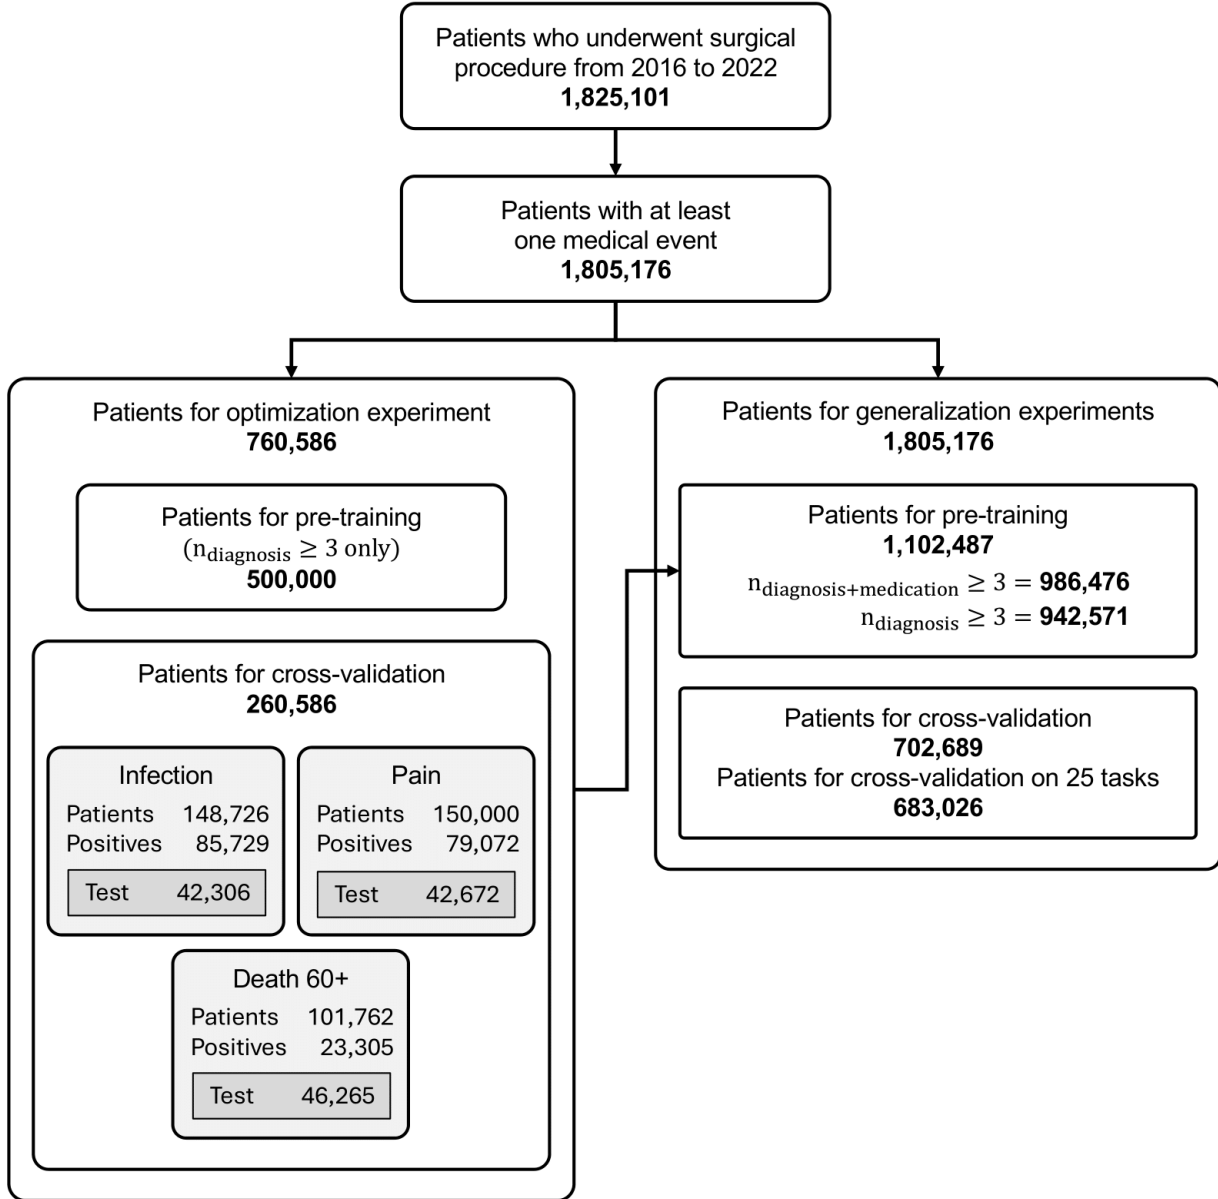 Patients who underwent surgical
procedure from 2016 to 2022
1,825,101
Patients with at least
one medical event
1,805,176
Patients for optimization experiment
760,586
Patients for pre-training
(n_diagnosis ≥ 3 only)
500,000
Patients for cross-validation
260,586
Infection
Patients 148,726
Positives 85,729
Test 42,306
Pain
Patients 150,000
Positives 79,072
Test 42,672
Death 60+
Patients 101,762
Positives 23,305
Test 46,265
Patients for generalization experiments
1,805,176
Patients for pre-training
1,102,487
n_diagnosis+medication ≥ 3 = 986,476
n_diagnosis ≥ 3 = 942,571
Patients for cross-validation
702,689
Patients for cross-validation on 25 tasks
683,026